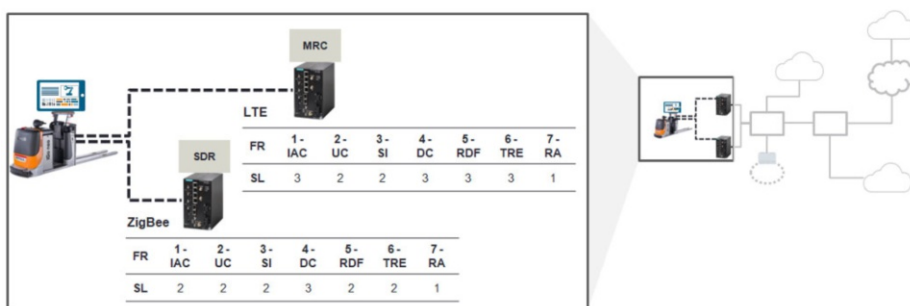 MRC
LTE
FR 1 - IAC 2 - UC 3 - SI 4 - DC 5 - RDF 6 - TRE 7 - RA
SL 3 2 2 3 3 3 1
SDR
ZigBee
FR 1 - IAC 2 - UC 3 - SI 4 - DC 5 - RDF 6 - TRE 7 - RA
SL 2 2 2 3 2 2 1